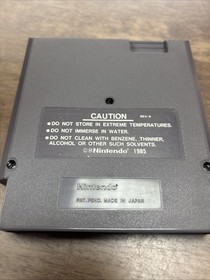 CAUTION
● DO NOT STORE IN EXTREME TEMPERATURES.
● DO NOT IMMERSE IN WATER.
● DO NOT CLEAN WITH BENZENE, THINNER,
ALCOHOL OR OTHER SUCH SOLVENTS.
©®Nintendo® 1985
Nintendo®
PAT. PEND. MADE IN JAPAN